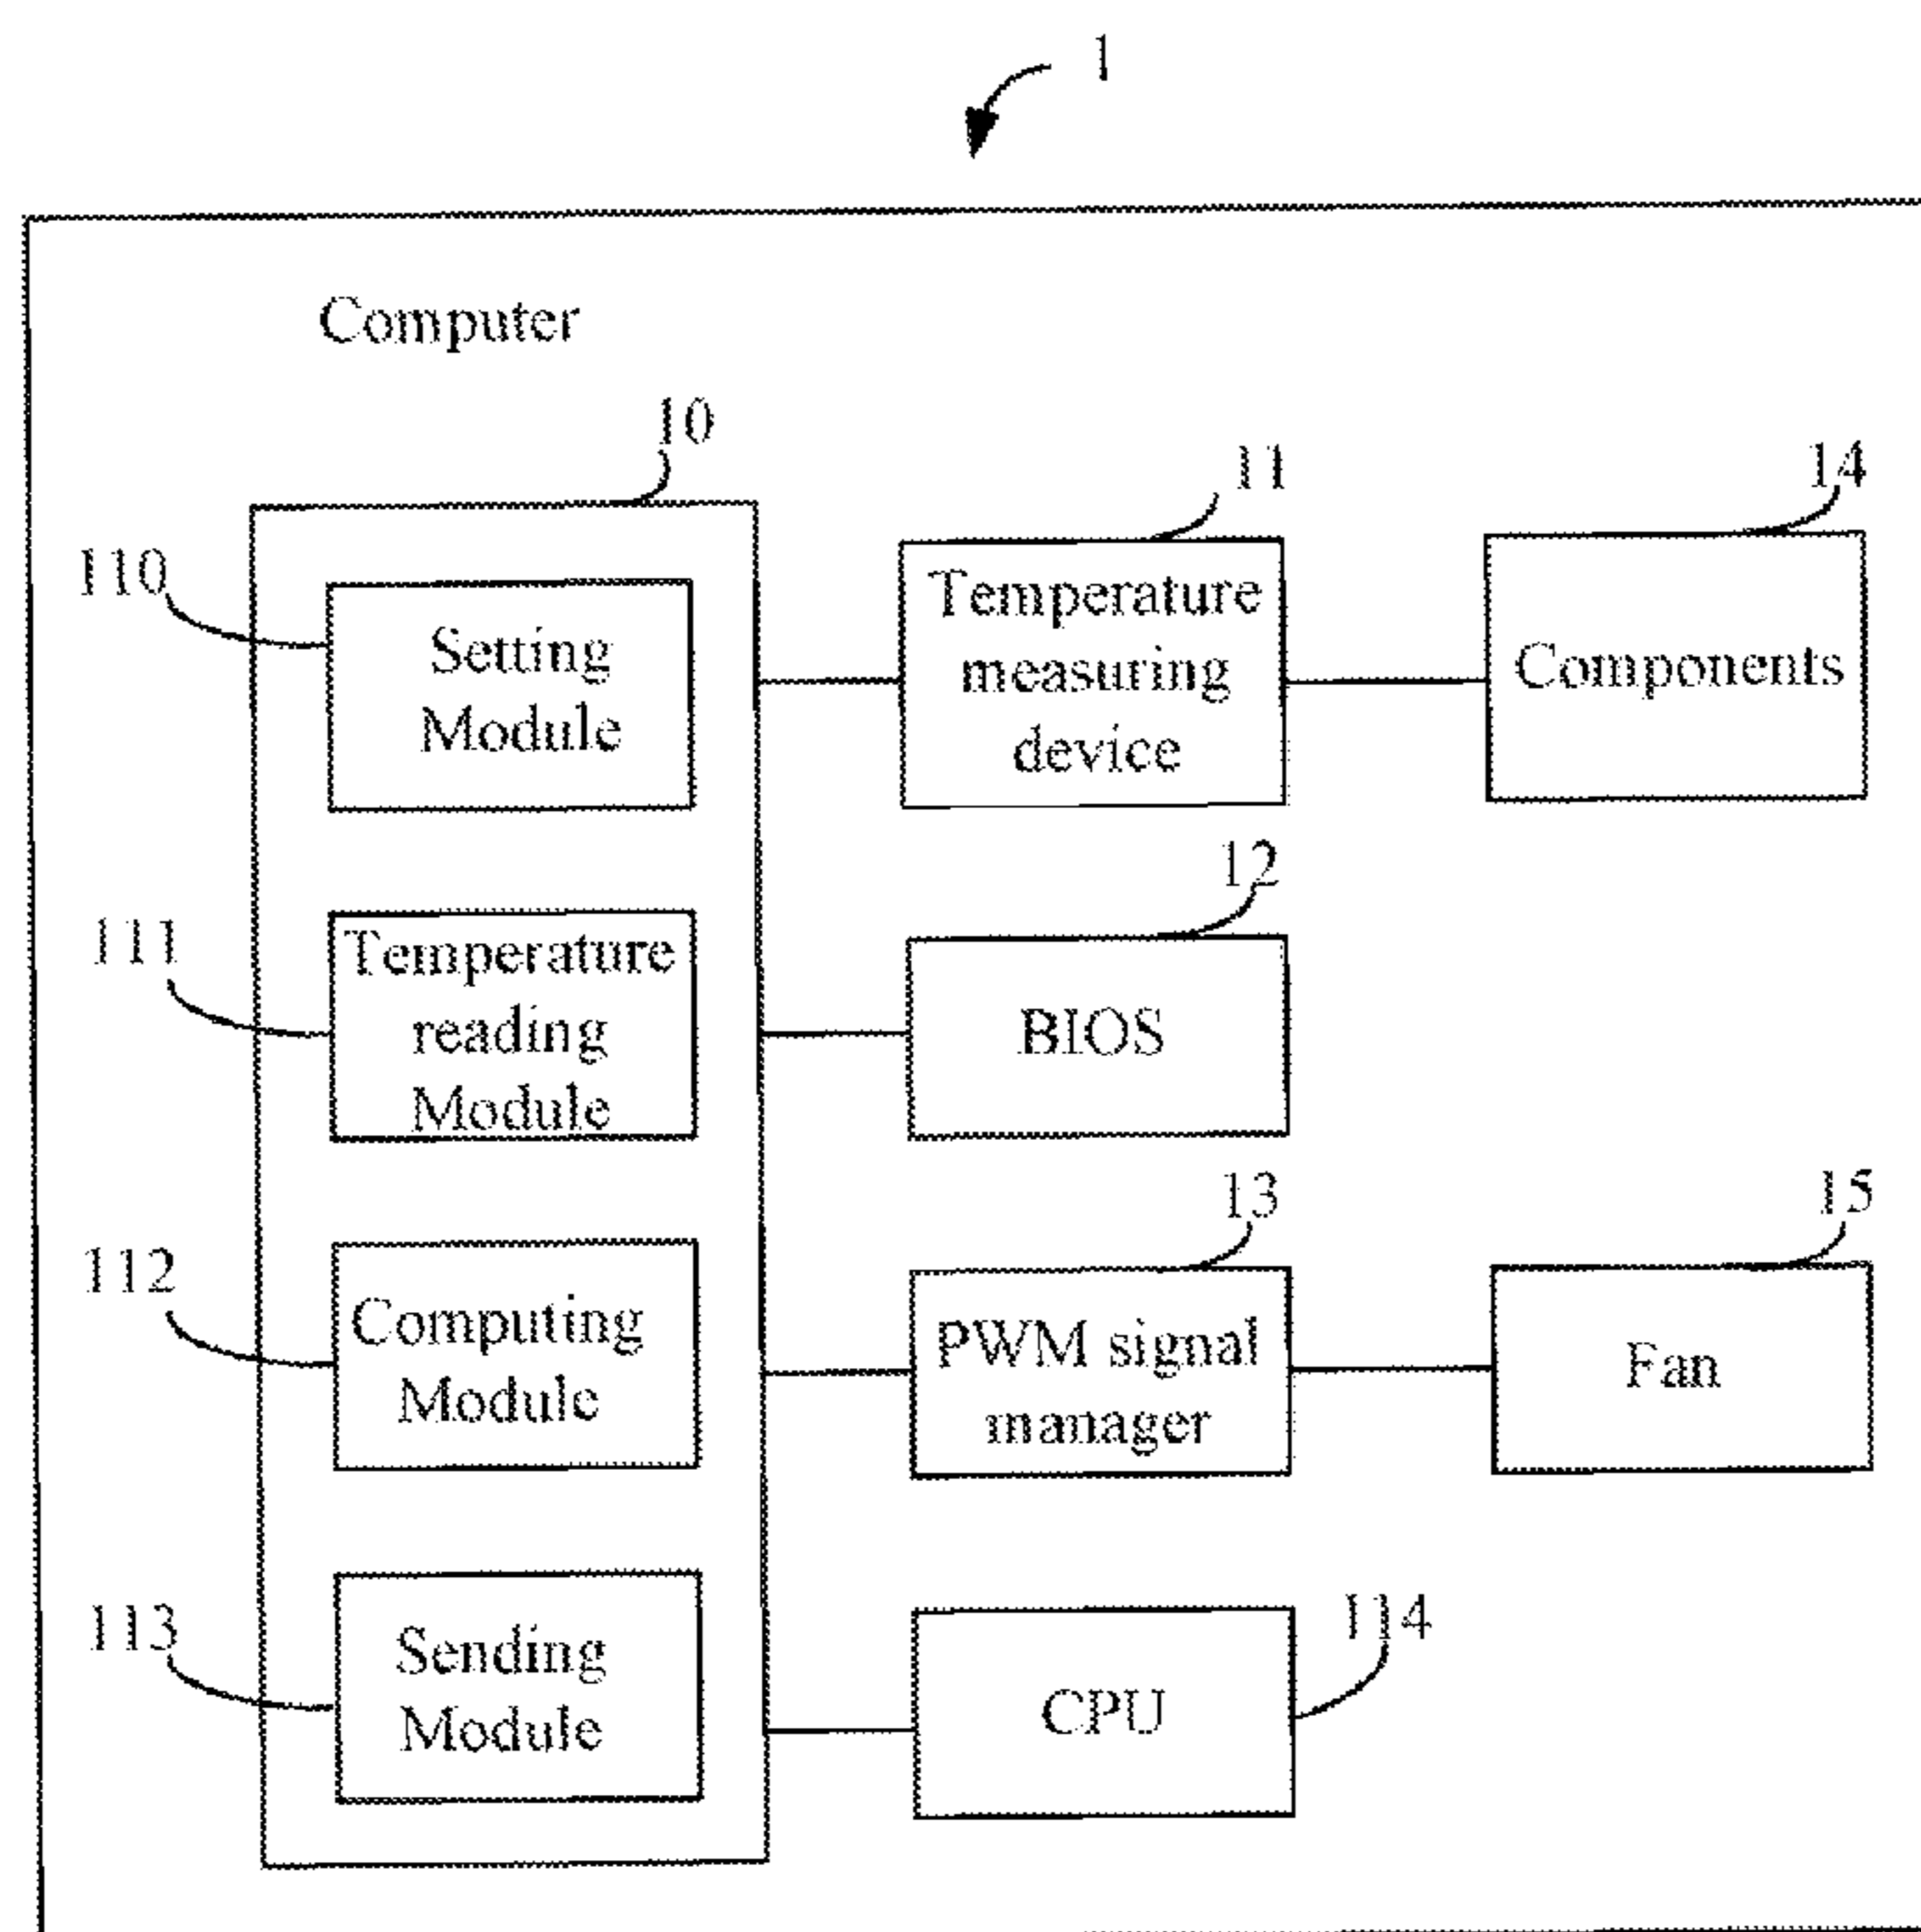 1
Computer
10
11
14
110
Setting
Module
Temperature
measuring
device
Components
12
111
Temperature
reading
Module
BIOS
13
15
112
Computing
Module
PWM signal
manager
Fan
113
Sending
Module
CPU
114